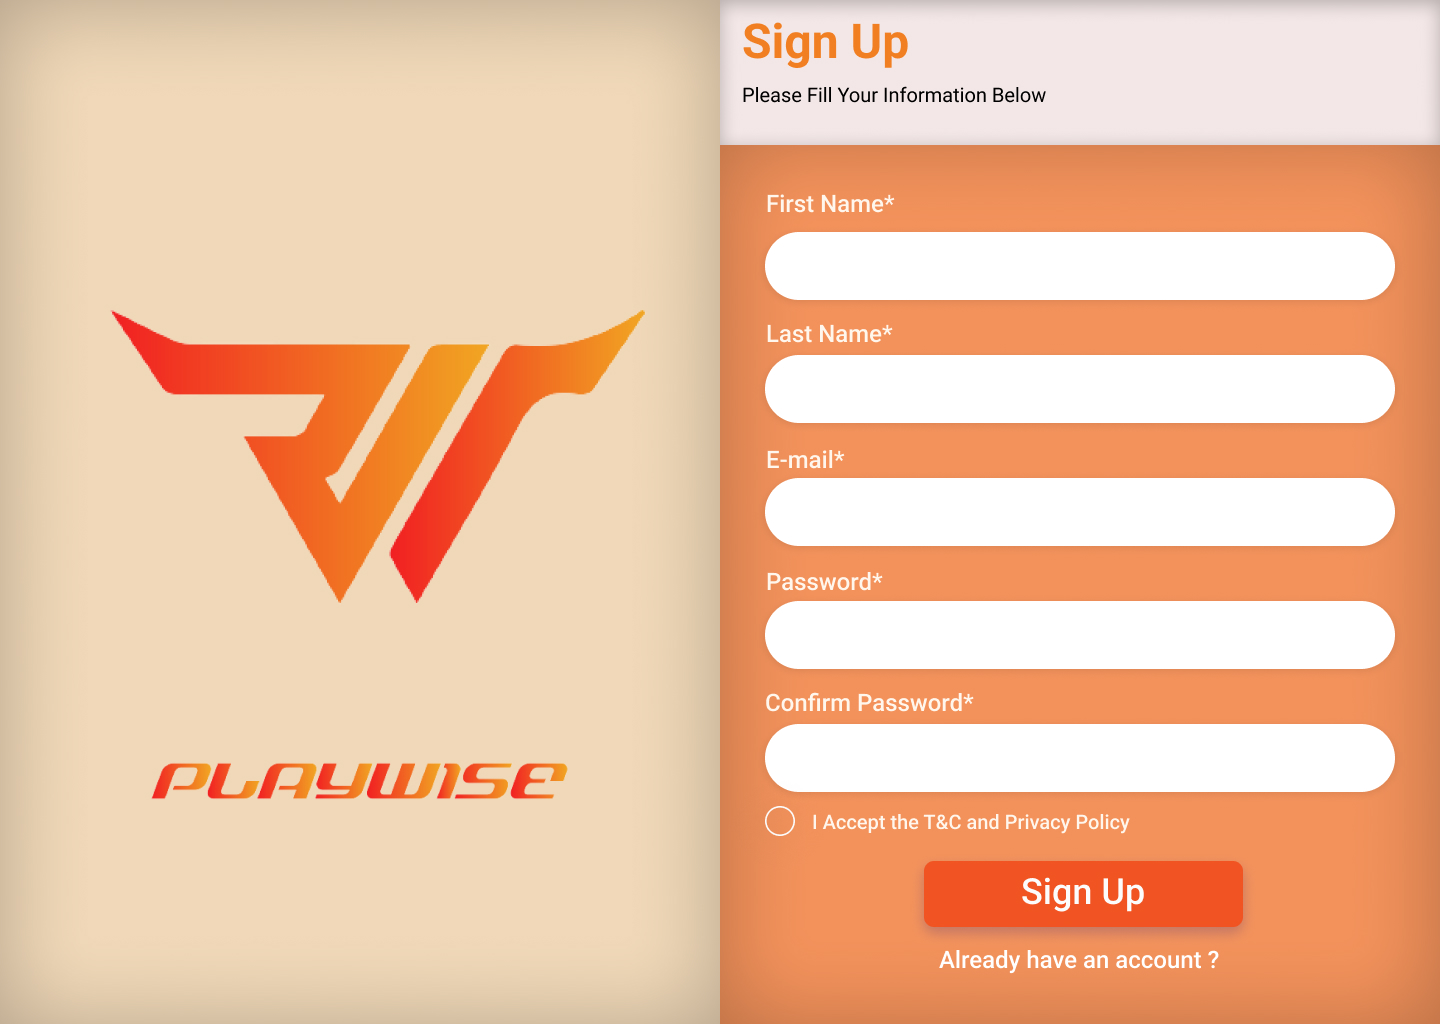 PLAYWISE
Sign Up
Please Fill Your Information Below
First Name*
Last Name*
E-mail*
Password*
Confirm Password*
I Accept the T&C and Privacy Policy
Sign Up
Already have an account ?